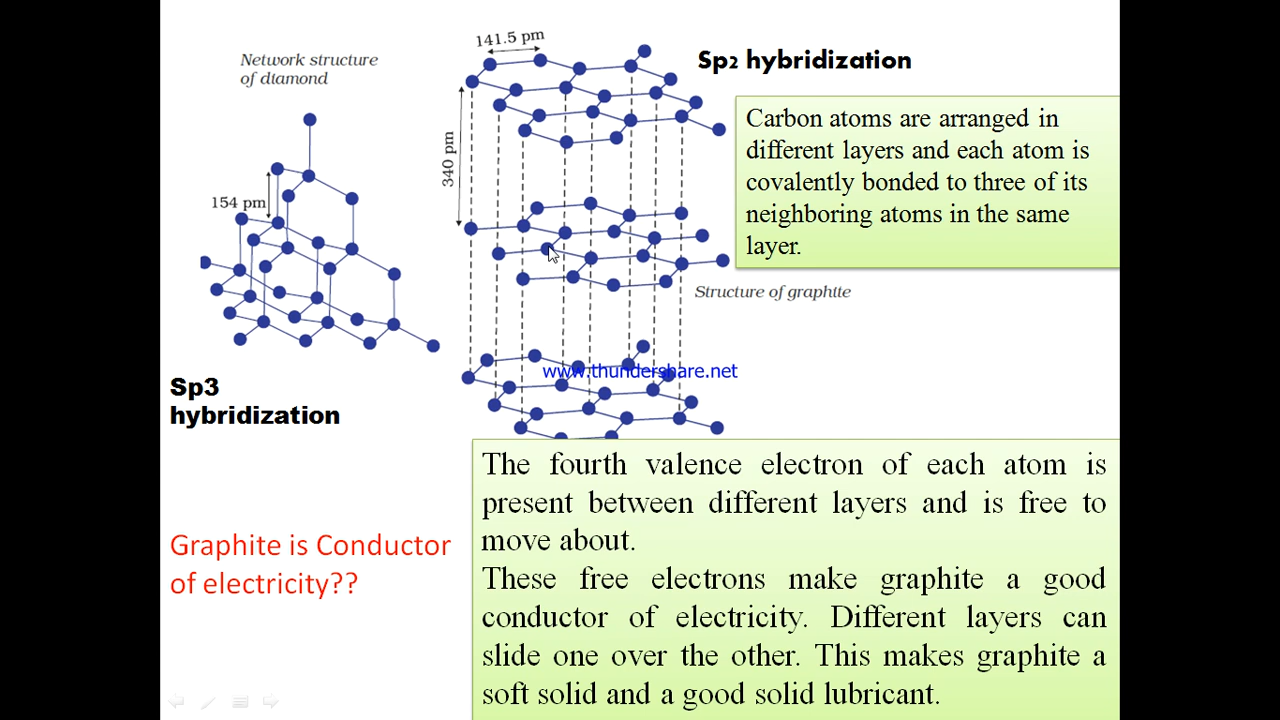 Network structure
of diamond
154 pm
Sp3
hybridization
141.5 pm
340 pm
Sp2 hybridization
Carbon atoms are arranged in
different layers and each atom is
covalently bonded to three of its
neighboring atoms in the same
layer.
Structure of graphite
www.thundershare.net
Graphite is Conductor
of electricity??
The fourth valence electron of each atom is
present between different layers and is free to
move about.
These free electrons make graphite a good
conductor of electricity. Different layers can
slide one over the other. This makes graphite a
soft solid and a good solid lubricant.